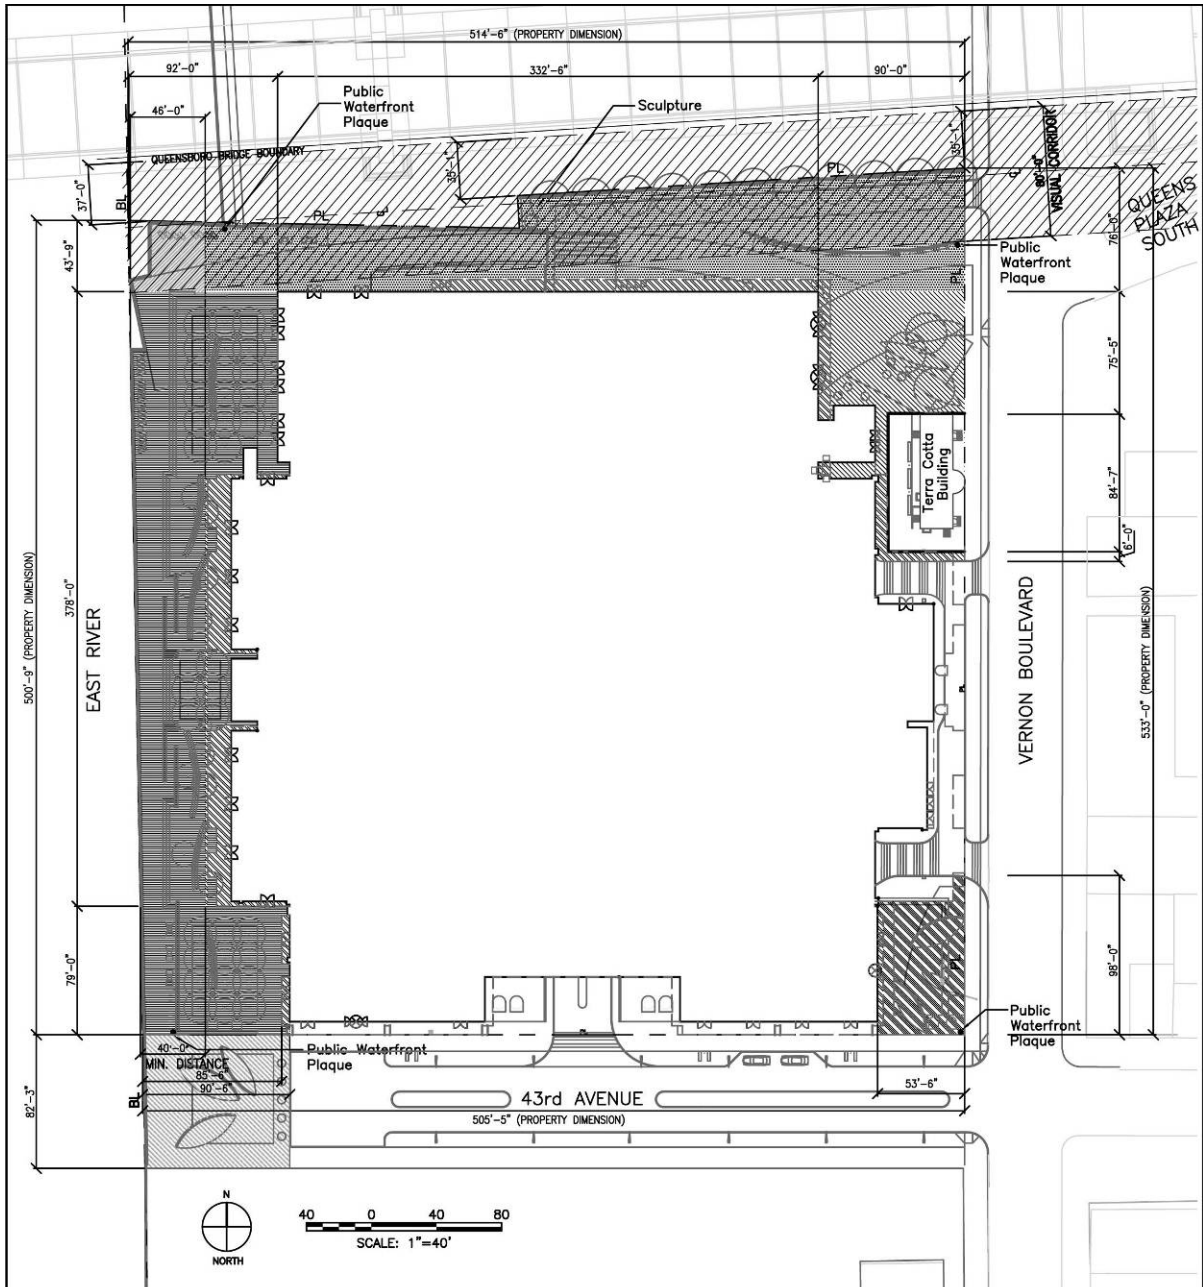 514'-6" (PROPERTY DIMENSION)
92'-0"
332'-6"
90'-0"
46'-0"
Public
Waterfront
Plaque
Sculpture
QUEENSBORO BRIDGE BOUNDARY
37'-0"
35'-1"
35'-1"
80'-0"
VISUAL CORRIDOR
BL
PL
PL
QUEENS
PLAZA
SOUTH
43'-9"
76'-0"
Public
Waterfront
Plaque
PL
75'-5"
Terra Cotta
Building
84'-7"
6'-0"
500'-9" (PROPERTY DIMENSION)
378'-0"
EAST RIVER
VERNON BOULEVARD
533'-0" (PROPERTY DIMENSION)
PL
79'-0"
98'-0"
PL
Public
Waterfront
Plaque
40'-0"
MIN. DISTANCE
Public Waterfront
Plaque
85'-6"
90'-6"
BL
82'-3"
53'-6"
43rd AVENUE
505'-5" (PROPERTY DIMENSION)
N
NORTH
40 0 40 80
SCALE: 1"=40'